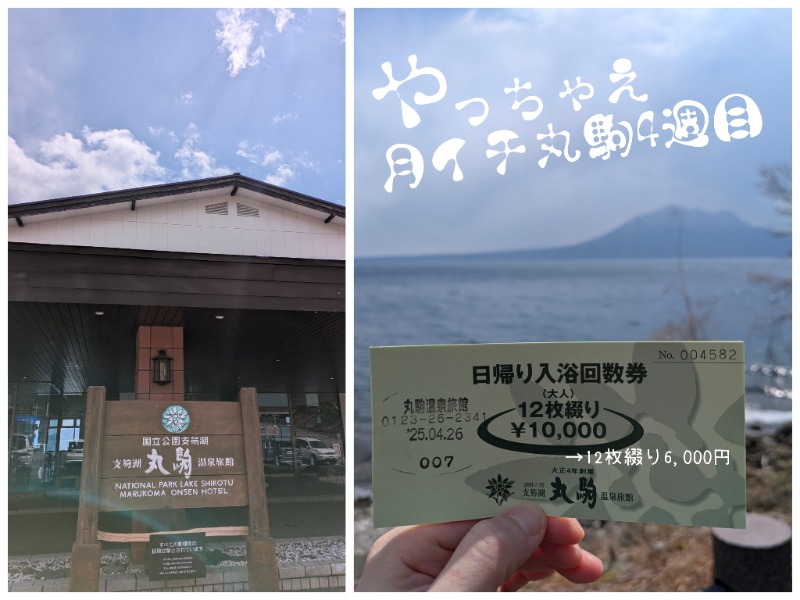 国立公園支笏湖
支笏湖 丸駒 温泉旅館
NATIONAL PARK LAKE SHIKOTU
MARUKOMA ONSEN HOTEL
やっちゃえ
月イチ丸駒4週目
No. 004582
日帰り入浴回数券
〈大人〉
12枚綴り
¥10,000
丸駒温泉旅館
0123-25-2341
'25.04.26
007
→12枚綴り6,000円
大正4年創業
支笏湖 丸駒 温泉旅館